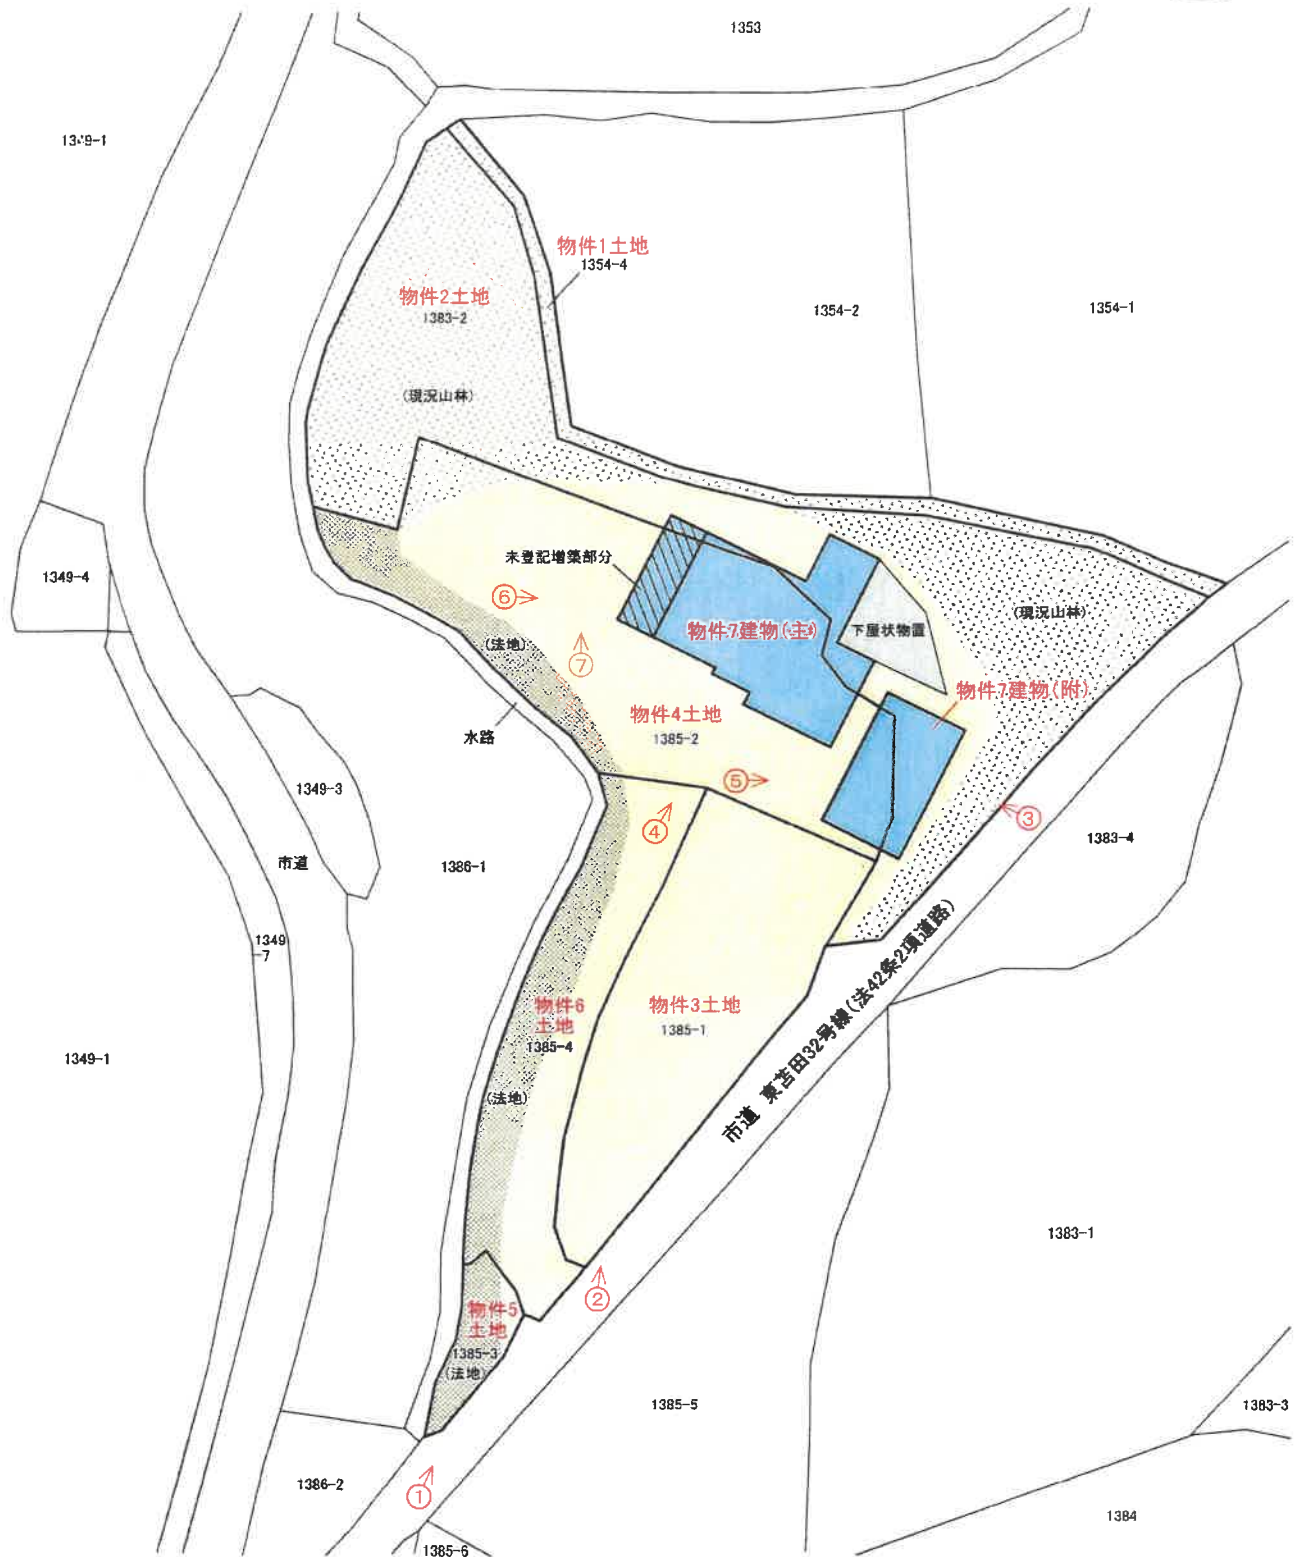 1353
1349-1
物件1土地
1354-4
物件2土地
1383-2
1354-2
1354-1
(現況山林)
未登記増築部分
1349-4
⑥
(現況山林)
物件7建物(主)
下屋状物置
(法地)
⑦
物件7建物(附)
物件4土地
1385-2
水路
⑤
1349-3
④
③
1383-4
市道
1386-1
1349
-7
市道 東苫田32号線(法42条2項道路)
物件6
土地
1385-4
物件3土地
1385-1
1349-1
(法地)
1383-1
②
物件5
土地
1385-3
(法地)
1385-5
1383-3
1386-2
①
1384
1385-6